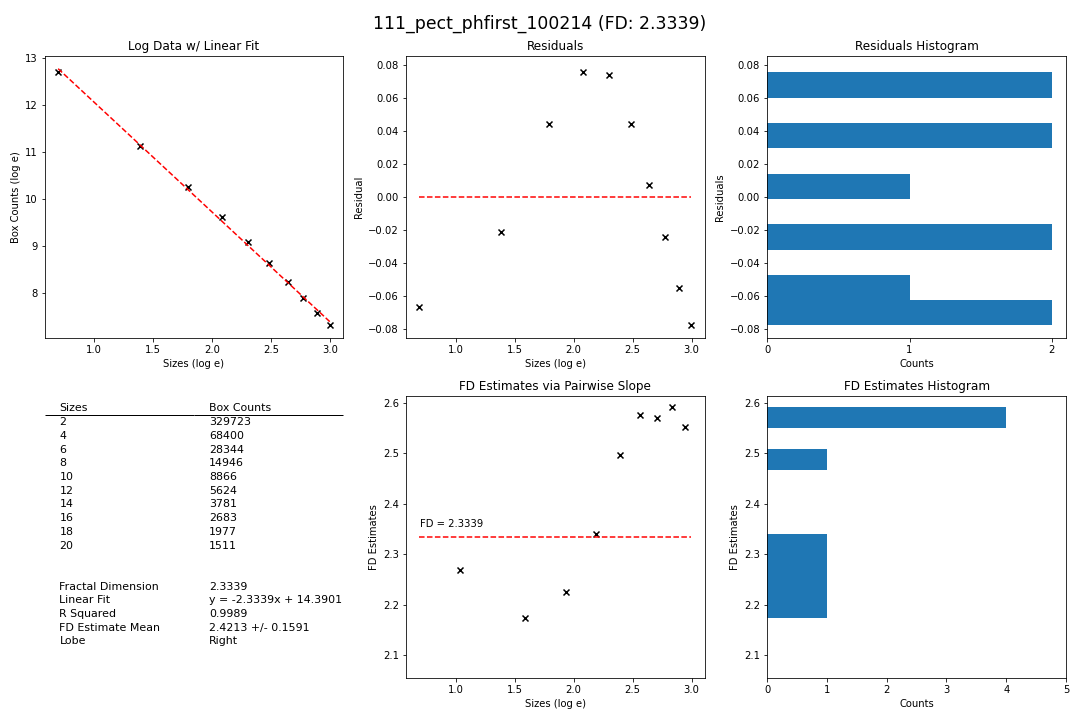 111_pect_phfirst_100214 (FD: 2.3339)
Log Data w/ Linear Fit
13
12
11
10
9
8
Box Counts (log e)
1.0 1.5 2.0 2.5 3.0
Sizes (log e)
Residuals
0.08
0.06
0.04
0.02
0.00
−0.02
−0.04
−0.06
−0.08
Residual
1.0 1.5 2.0 2.5 3.0
Sizes (log e)
Residuals Histogram
0.08
0.06
0.04
0.02
0.00
−0.02
−0.04
−0.06
−0.08
Residuals
0 1 2
Counts
Sizes Box Counts
2 329723
4 68400
6 28344
8 14946
10 8866
12 5624
14 3781
16 2683
18 1977
20 1511
Fractal Dimension 2.3339
Linear Fit y = -2.3339x + 14.3901
R Squared 0.9989
FD Estimate Mean 2.4213 +/- 0.1591
Lobe Right
FD Estimates via Pairwise Slope
2.6
2.5
2.4
2.3
2.2
2.1
FD Estimates
FD = 2.3339
1.0 1.5 2.0 2.5 3.0
Sizes (log e)
FD Estimates Histogram
2.6
2.5
2.4
2.3
2.2
2.1
FD Estimates
0 1 2 3 4 5
Counts